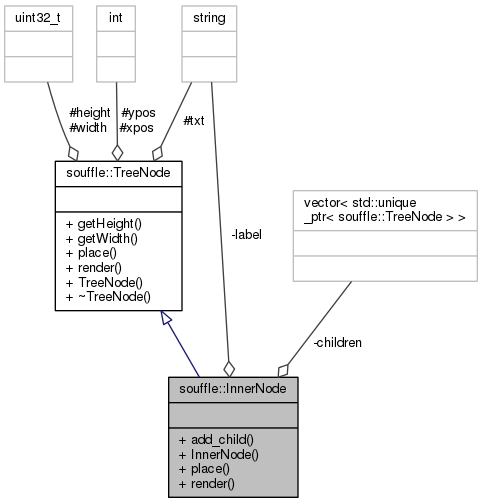 uint32_t
int
string
#height
#width
#ypos
#xpos
#txt
souffle::TreeNode
+ getHeight()
+ getWidth()
+ place()
+ render()
+ TreeNode()
+ ~TreeNode()
vector< std::unique
_ptr< souffle::TreeNode > >
-label
-children
souffle::InnerNode
+ add_child()
+ InnerNode()
+ place()
+ render()